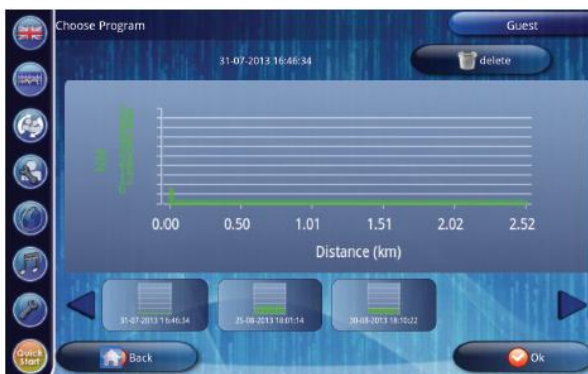 Choose Program
Guest
31-07-2013 16:46:34
delete
0.00 0.50 1.01 1.51 2.02 2.52
Distance (km)
31-07-2013 16:46:34
25-08-2013 18:01:14
30-08-2013 18:10:22
Quick
Start
Back
Ok